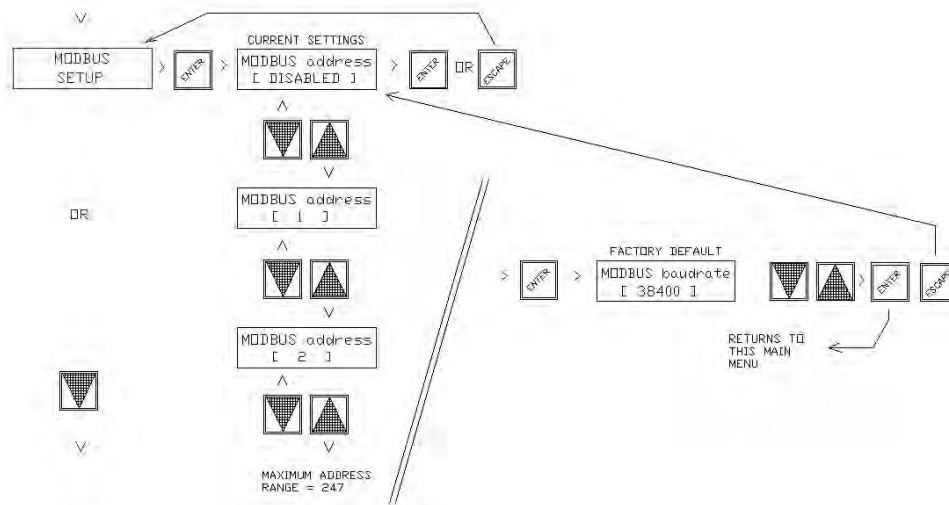 CURRENT SETTINGS
MODBUS
SETUP
ENTER
MODBUS address
[ DISABLED ]
ENTER
OR
ESCAPE
OR
MODBUS address
[ 1 ]
MODBUS address
[ 2 ]
MAXIMUM ADDRESS
RANGE = 247
ENTER
FACTORY DEFAULT
MODBUS baudrate
[ 38400 ]
ENTER
ESCAPE
RETURNS TO
THIS MAIN
MENU